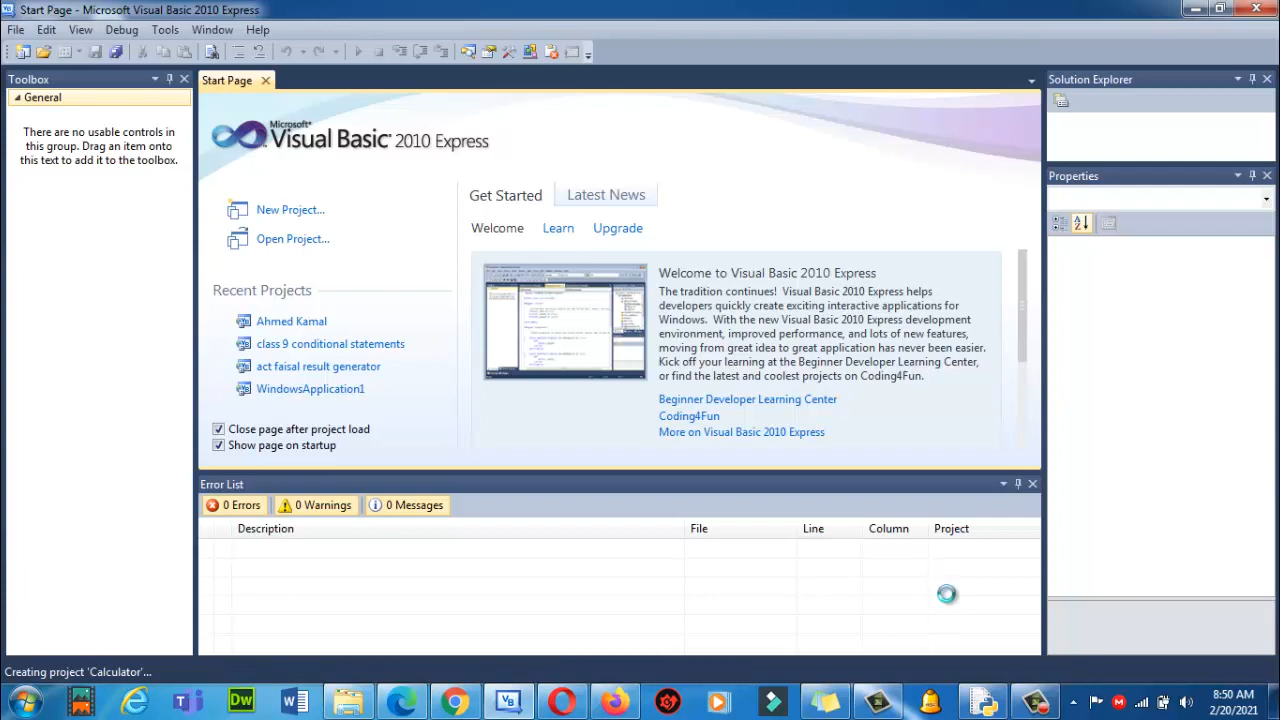 Start Page - Microsoft Visual Basic 2010 Express
File Edit View Debug Tools Window Help
Toolbox
General
There are no usable controls in
this group. Drag an item onto
this text to add it to the toolbox.
Start Page
Microsoft®
Visual Basic® 2010 Express
New Project...
Open Project...
Recent Projects
Ahmed Kamal
class 9 conditional statements
act faisal result generator
WindowsApplication1
Close page after project load
Show page on startup
Get Started Latest News
Welcome Learn Upgrade
Welcome to Visual Basic 2010 Express
The tradition continues! Visual Basic 2010 Express helps
developers quickly create exciting interactive applications for
Windows. With the new Visual Basic 2010 Express development
environment, improved performance, and lots of new features,
moving from great idea to great application has never been easier.
Kick off your learning at the Beginner Developer Learning Center,
or find the latest and coolest projects on Coding4Fun.
Beginner Developer Learning Center
Coding4Fun
More on Visual Basic 2010 Express
Solution Explorer
Properties
Error List
0 Errors 0 Warnings 0 Messages
Description File Line Column Project
Creating project 'Calculator'...
8:50 AM
2/20/2021